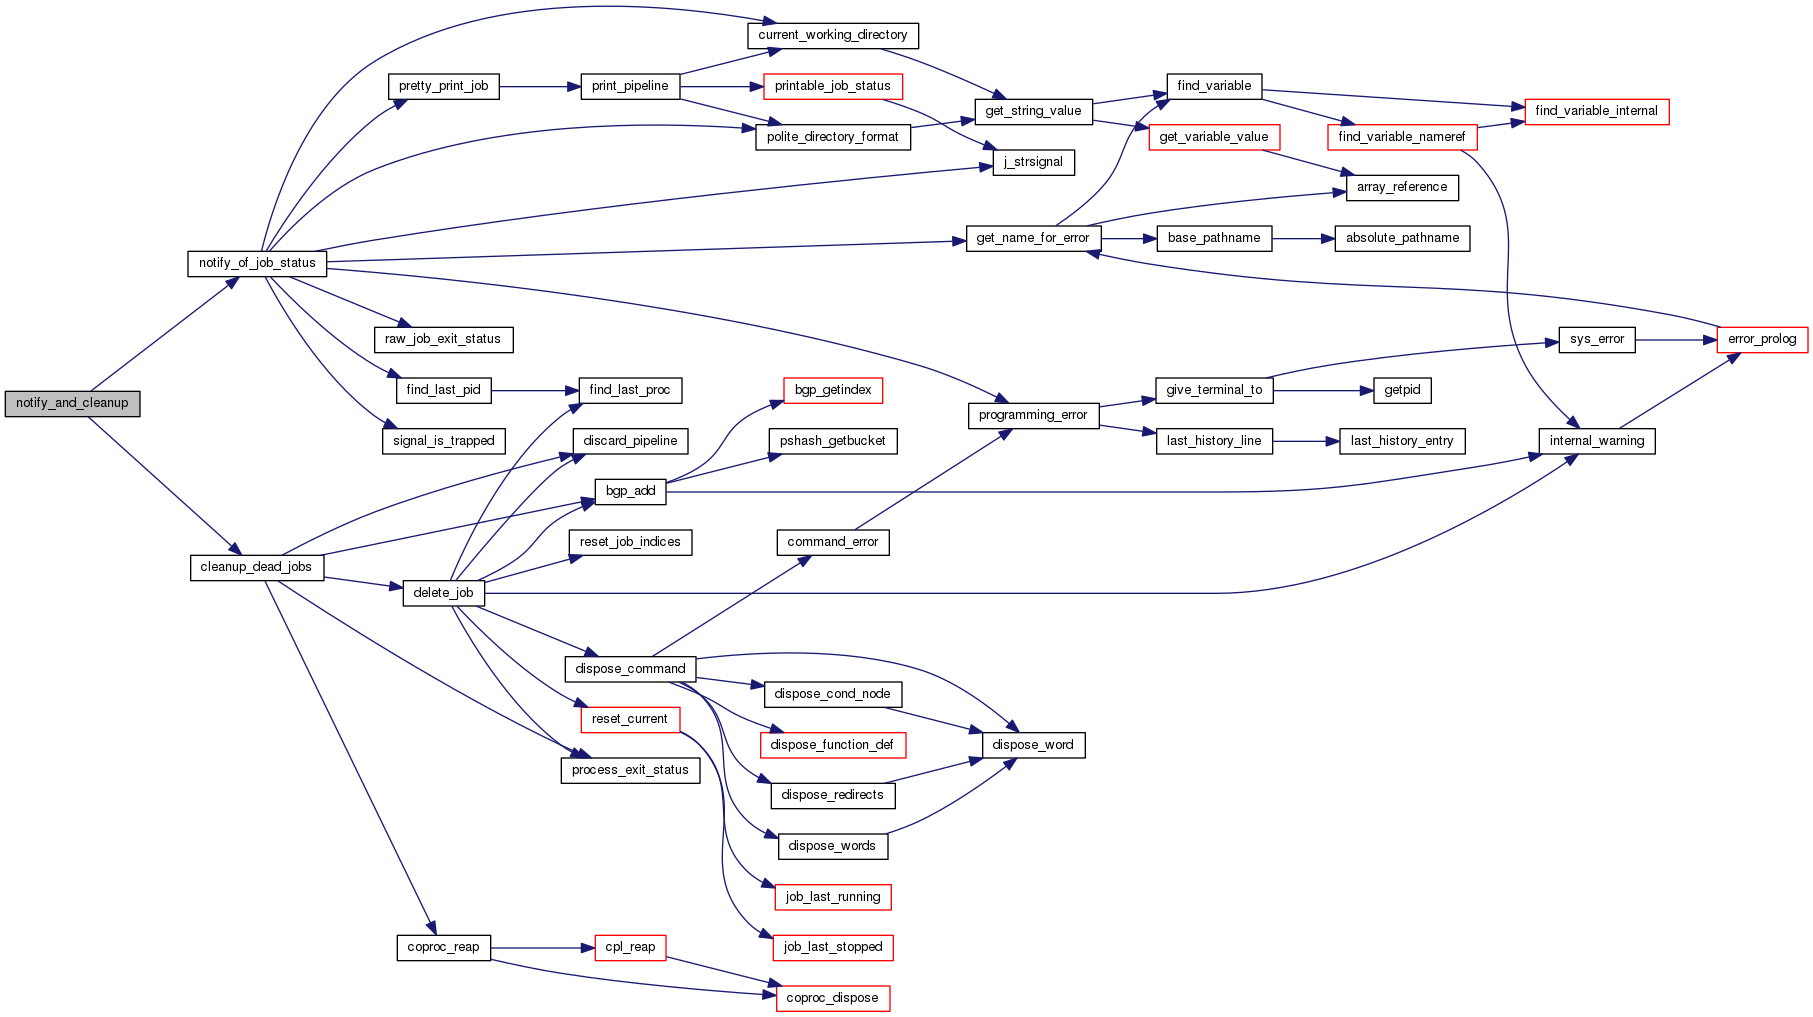 current_working_directory
pretty_print_job
print_pipeline
printable_job_status
find_variable
get_string_value
find_variable_internal
polite_directory_format
get_variable_value
find_variable_nameref
j_strsignal
array_reference
get_name_for_error
base_pathname
absolute_pathname
notify_of_job_status
raw_job_exit_status
sys_error
error_prolog
notify_and_cleanup
find_last_pid
find_last_proc
bgp_getindex
give_terminal_to
getpid
programming_error
signal_is_trapped
discard_pipeline
pshash_getbucket
last_history_line
last_history_entry
internal_warning
bgp_add
reset_job_indices
command_error
cleanup_dead_jobs
delete_job
dispose_command
dispose_cond_node
reset_current
dispose_function_def
dispose_word
process_exit_status
dispose_redirects
dispose_words
job_last_running
coproc_reap
cpl_reap
job_last_stopped
coproc_dispose